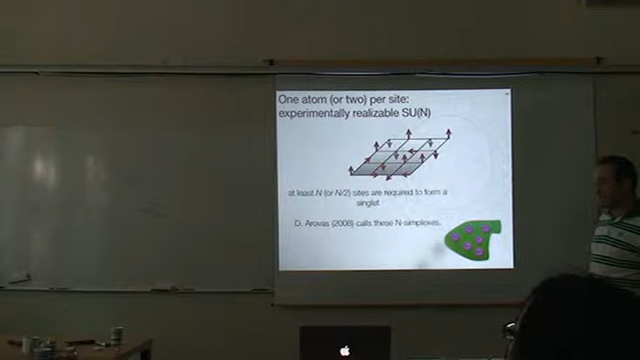 One atom (or two) per site:
experimentally realizable SU(N)
at least N (or N/2) sites are required to form a
singlet
D. Arovas (2008) calls these N-simplexes.